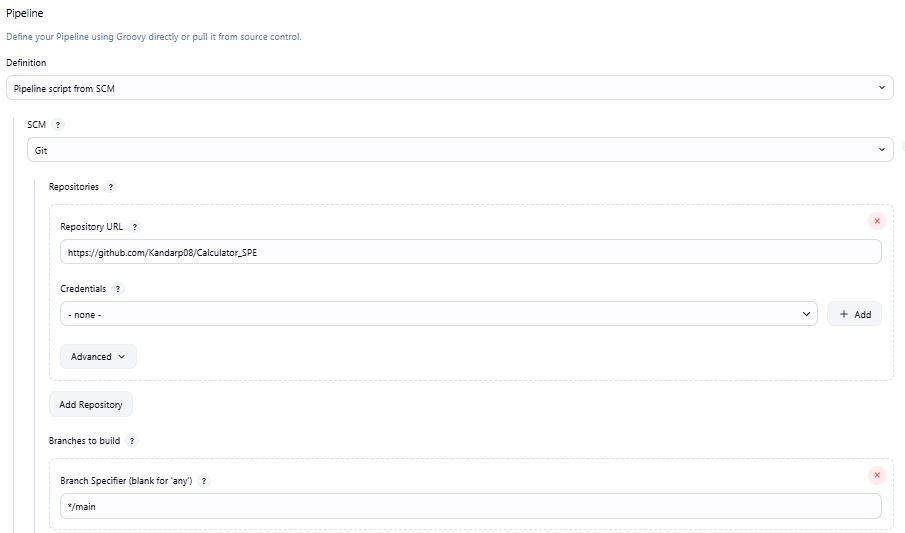 Pipeline
Define your Pipeline using Groovy directly or pull it from source control.
Definition
Pipeline script from SCM
SCM ?
Git
Repositories ?
Repository URL ?
https://github.com/Kandarp08/Calculator_SPE
Credentials ?
- none -
+ Add
Advanced
Add Repository
Branches to build ?
Branch Specifier (blank for 'any') ?
*/main